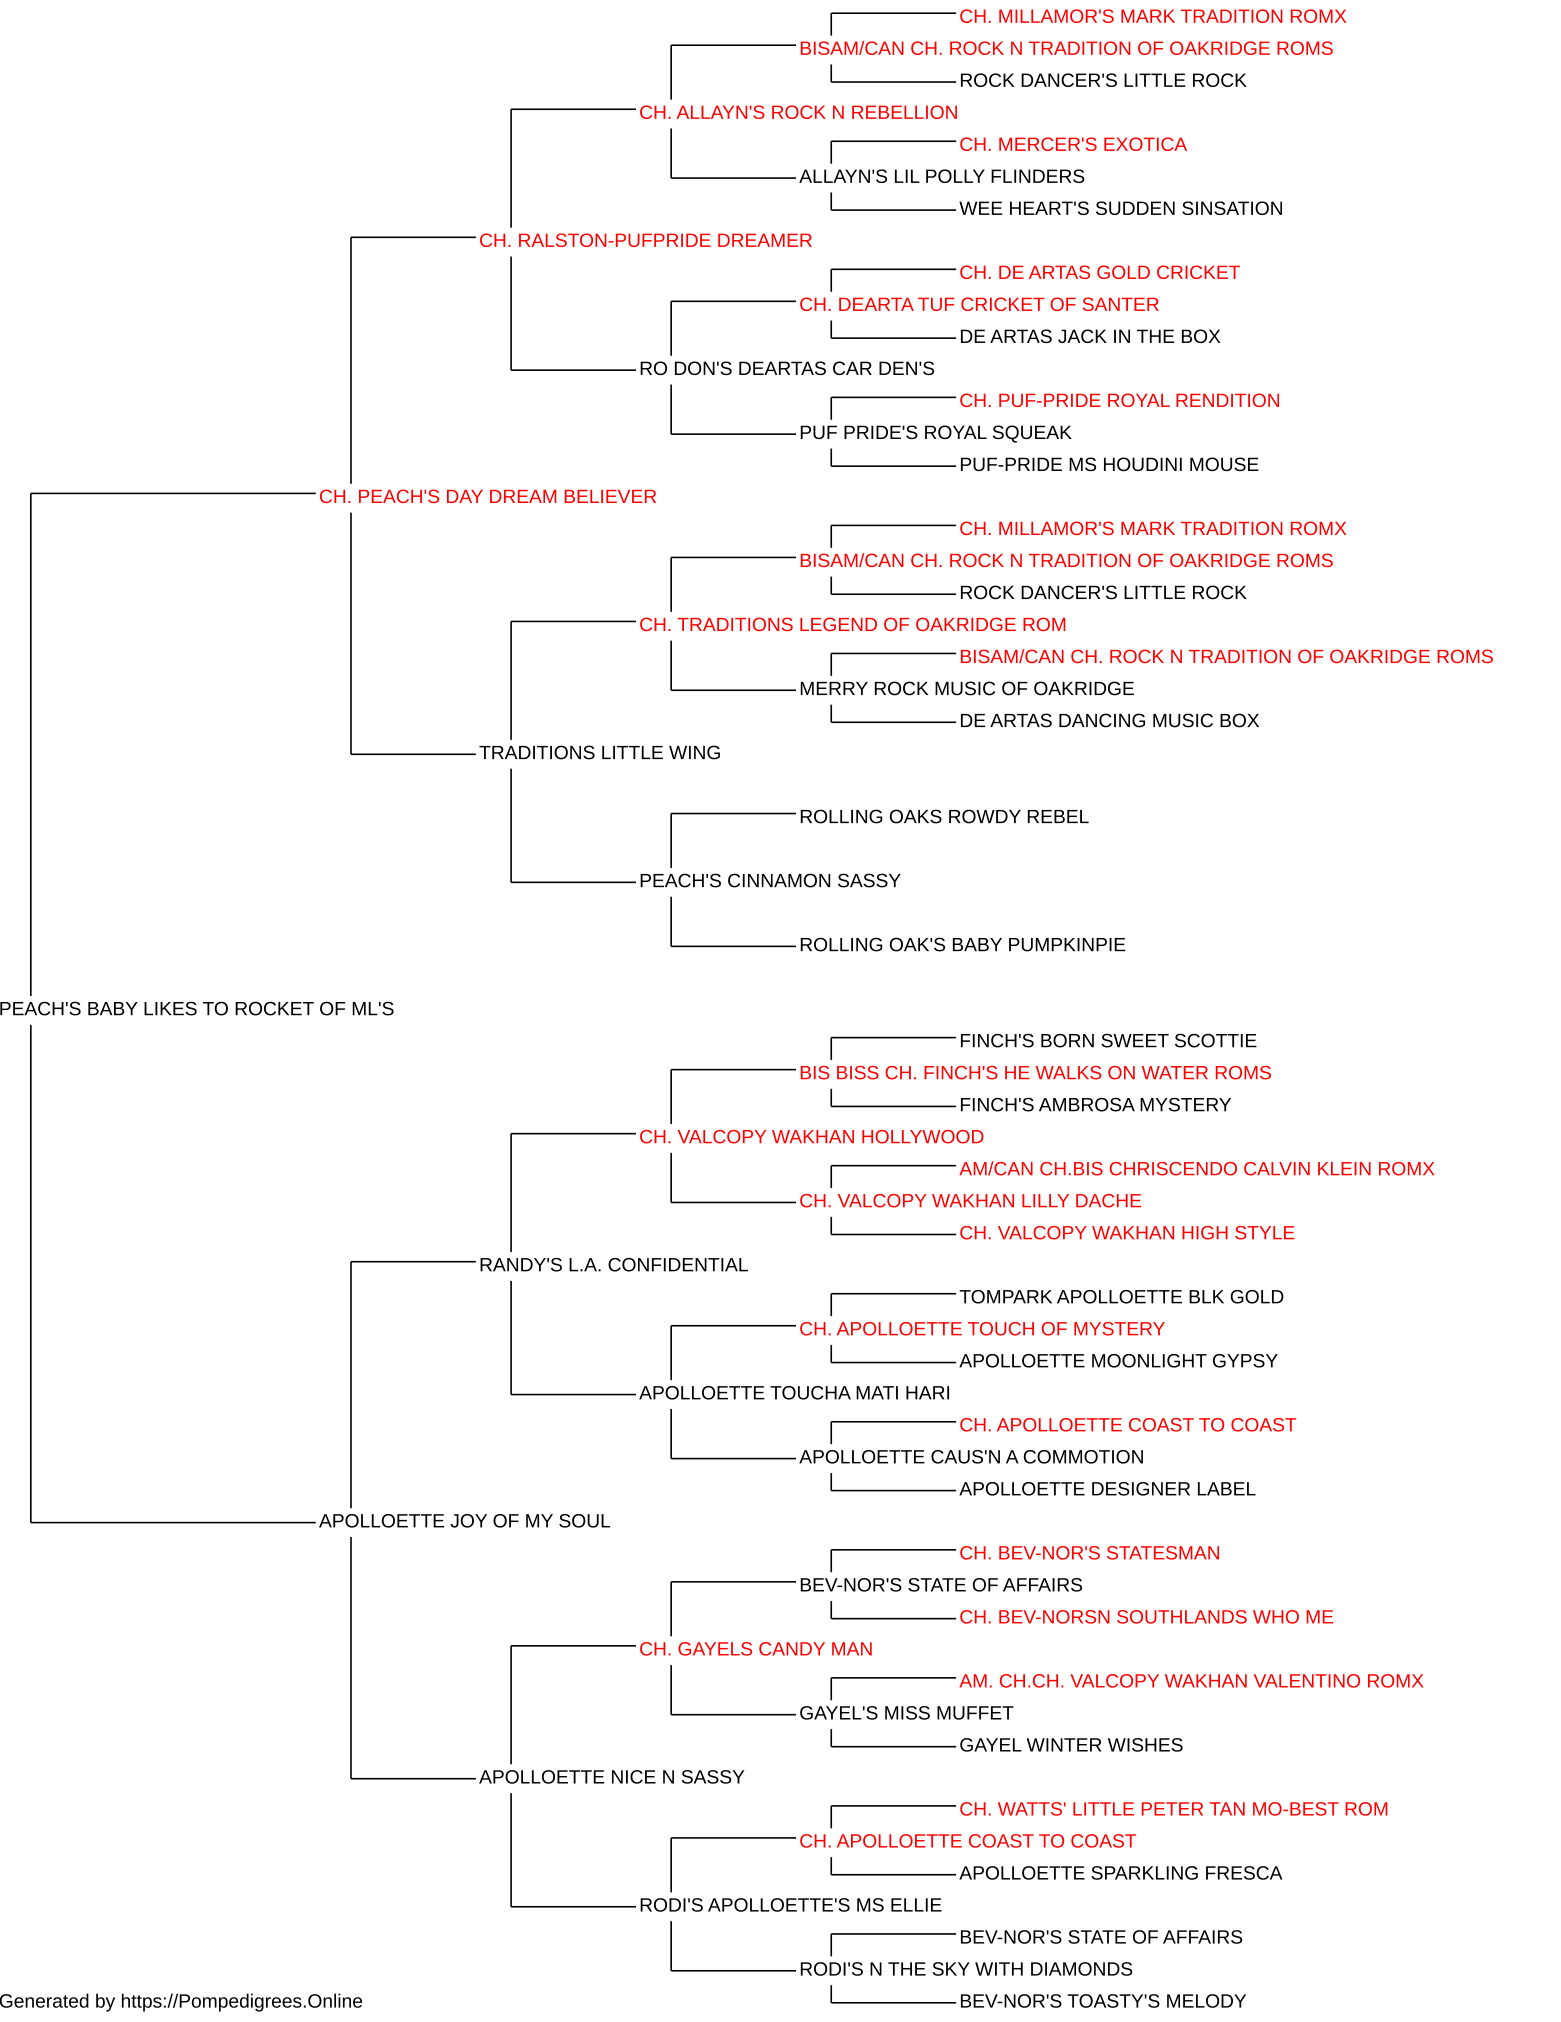 CH. MILLAMOR'S MARK TRADITION ROMX
BISAM/CAN CH. ROCK N TRADITION OF OAKRIDGE ROMS
ROCK DANCER'S LITTLE ROCK
CH. ALLAYN'S ROCK N REBELLION
CH. MERCER'S EXOTICA
ALLAYN'S LIL POLLY FLINDERS
WEE HEART'S SUDDEN SINSATION
CH. RALSTON-PUFPRIDE DREAMER
CH. DE ARTAS GOLD CRICKET
CH. DEARTA TUF CRICKET OF SANTER
DE ARTAS JACK IN THE BOX
RO DON'S DEARTAS CAR DEN'S
CH. PUF-PRIDE ROYAL RENDITION
PUF PRIDE'S ROYAL SQUEAK
PUF-PRIDE MS HOUDINI MOUSE
CH. PEACH'S DAY DREAM BELIEVER
CH. MILLAMOR'S MARK TRADITION ROMX
BISAM/CAN CH. ROCK N TRADITION OF OAKRIDGE ROMS
ROCK DANCER'S LITTLE ROCK
CH. TRADITIONS LEGEND OF OAKRIDGE ROM
BISAM/CAN CH. ROCK N TRADITION OF OAKRIDGE ROMS
MERRY ROCK MUSIC OF OAKRIDGE
DE ARTAS DANCING MUSIC BOX
TRADITIONS LITTLE WING
ROLLING OAKS ROWDY REBEL
PEACH'S CINNAMON SASSY
ROLLING OAK'S BABY PUMPKINPIE
PEACH'S BABY LIKES TO ROCKET OF ML'S
FINCH'S BORN SWEET SCOTTIE
BIS BISS CH. FINCH'S HE WALKS ON WATER ROMS
FINCH'S AMBROSA MYSTERY
CH. VALCOPY WAKHAN HOLLYWOOD
AM/CAN CH.BIS CHRISCENDO CALVIN KLEIN ROMX
CH. VALCOPY WAKHAN LILLY DACHE
CH. VALCOPY WAKHAN HIGH STYLE
RANDY'S L.A. CONFIDENTIAL
TOMPARK APOLLOETTE BLK GOLD
CH. APOLLOETTE TOUCH OF MYSTERY
APOLLOETTE MOONLIGHT GYPSY
APOLLOETTE TOUCHA MATI HARI
CH. APOLLOETTE COAST TO COAST
APOLLOETTE CAUS'N A COMMOTION
APOLLOETTE DESIGNER LABEL
APOLLOETTE JOY OF MY SOUL
CH. BEV-NOR'S STATESMAN
BEV-NOR'S STATE OF AFFAIRS
CH. BEV-NORSN SOUTHLANDS WHO ME
CH. GAYELS CANDY MAN
AM. CH.CH. VALCOPY WAKHAN VALENTINO ROMX
GAYEL'S MISS MUFFET
GAYEL WINTER WISHES
APOLLOETTE NICE N SASSY
CH. WATTS' LITTLE PETER TAN MO-BEST ROM
CH. APOLLOETTE COAST TO COAST
APOLLOETTE SPARKLING FRESCA
RODI'S APOLLOETTE'S MS ELLIE
BEV-NOR'S STATE OF AFFAIRS
RODI'S N THE SKY WITH DIAMONDS
BEV-NOR'S TOASTY'S MELODY
Generated by https://Pompedigrees.Online